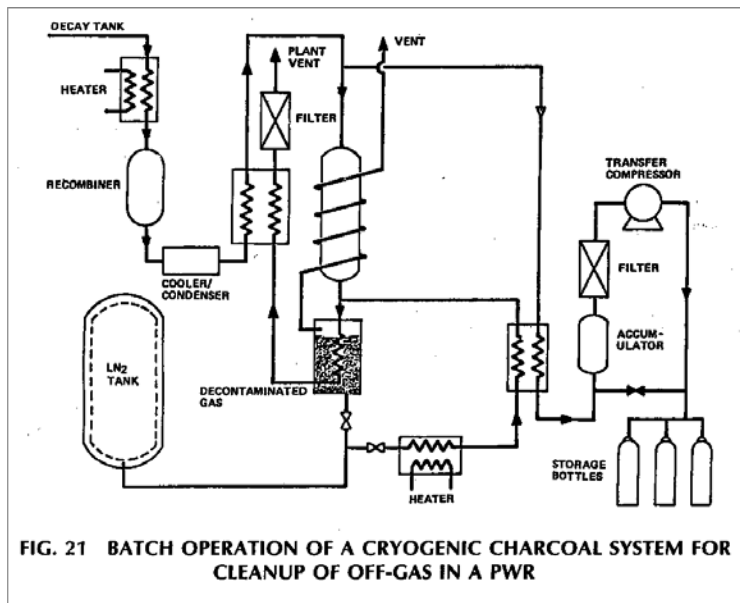 DECAY TANK
HEATER
RECOMBINER
COOLER/
CONDENSER
PLANT
VENT
FILTER
VENT
TRANSFER
COMPRESSOR
FILTER
ACCUM-
ULATOR
LN2
TANK
DECONTAMINATED
GAS
HEATER
STORAGE
BOTTLES
FIG. 21 BATCH OPERATION OF A CRYOGENIC CHARCOAL SYSTEM FOR
CLEANUP OF OFF-GAS IN A PWR